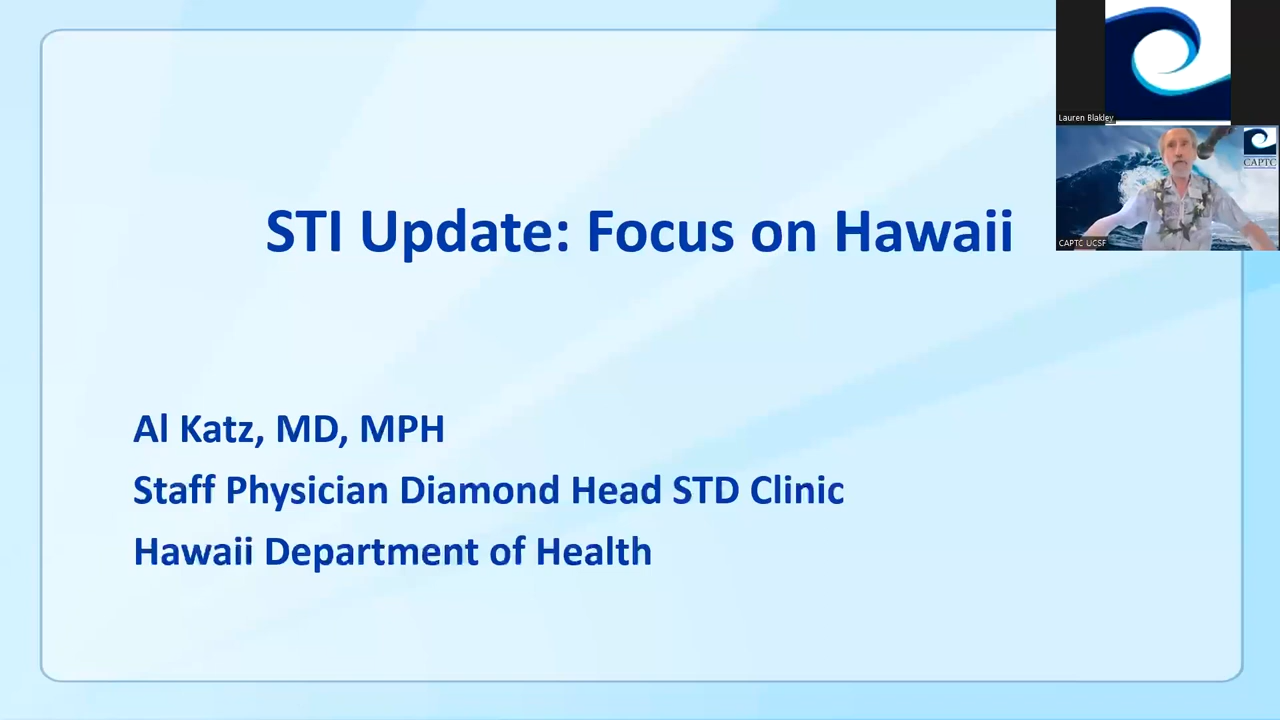 STI Update: Focus on Hawaii
Al Katz, MD, MPH
Staff Physician Diamond Head STD Clinic
Hawaii Department of Health
Lauren Blakley
CAPTC
CAPTC UCSF